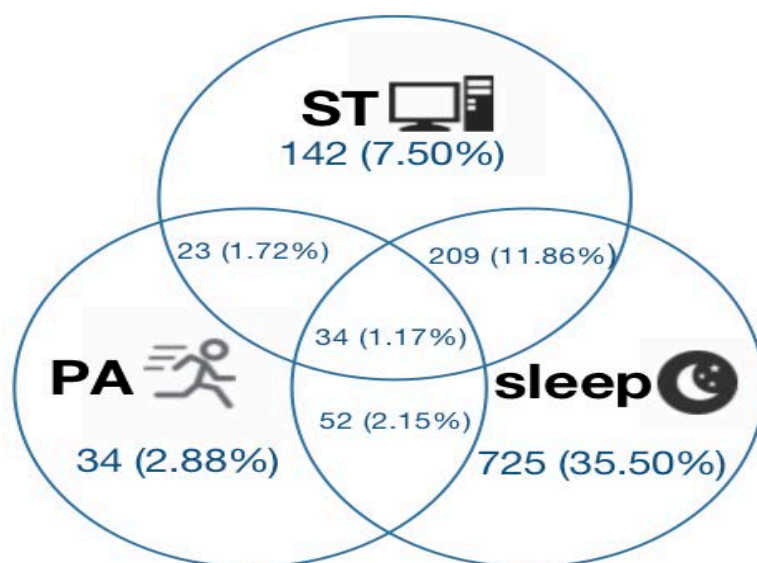 ST
142 (7.50%)
23 (1.72%)
209 (11.86%)
34 (1.17%)
PA
sleep
52 (2.15%)
34 (2.88%)
725 (35.50%)